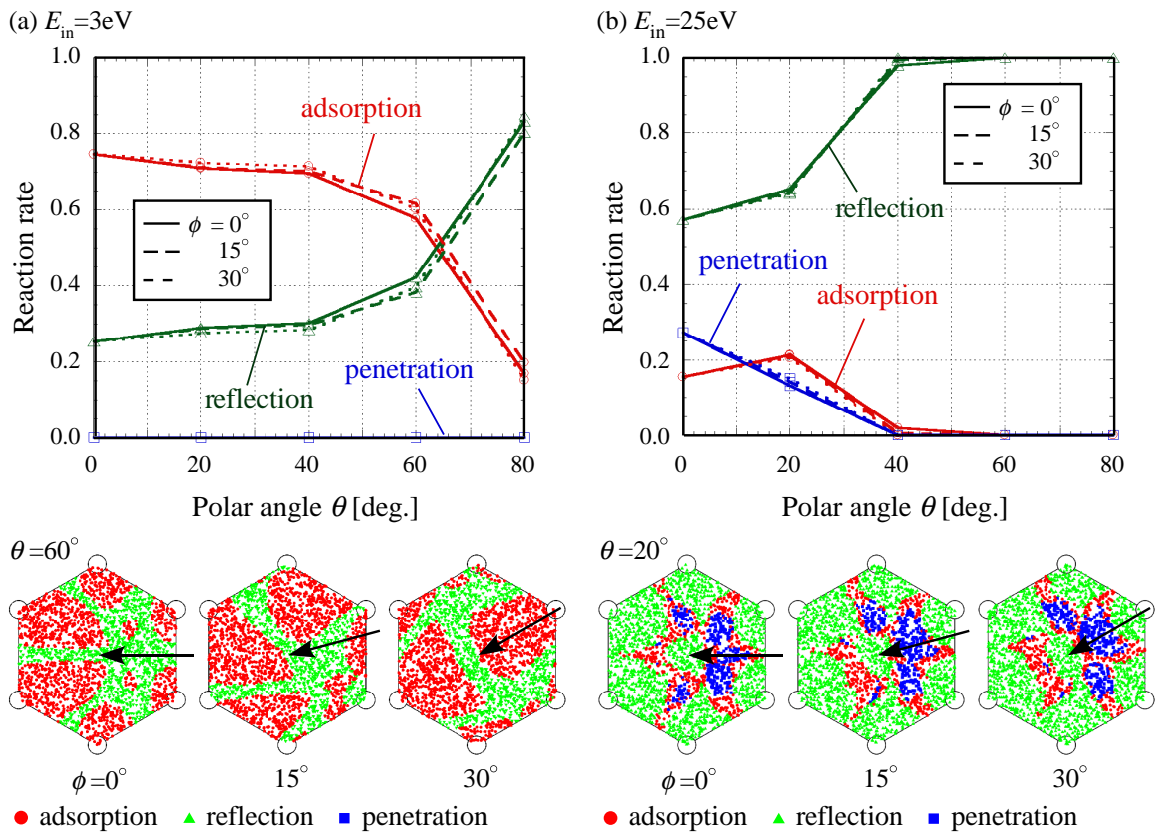 (a) E_in=3eV
1.0
0.8
0.6
0.4
0.2
0.0
Reaction rate
adsorption
ϕ=0°
15°
30°
reflection
penetration
0 20 40 60 80
Polar angle θ [deg.]
θ=60°
ϕ=0° 15° 30°
adsorption reflection penetration
(b) E_in=25eV
1.0
0.8
0.6
0.4
0.2
0.0
Reaction rate
ϕ=0°
15°
30°
reflection
penetration
adsorption
0 20 40 60 80
Polar angle θ [deg.]
θ=20°
ϕ=0° 15° 30°
adsorption reflection penetration